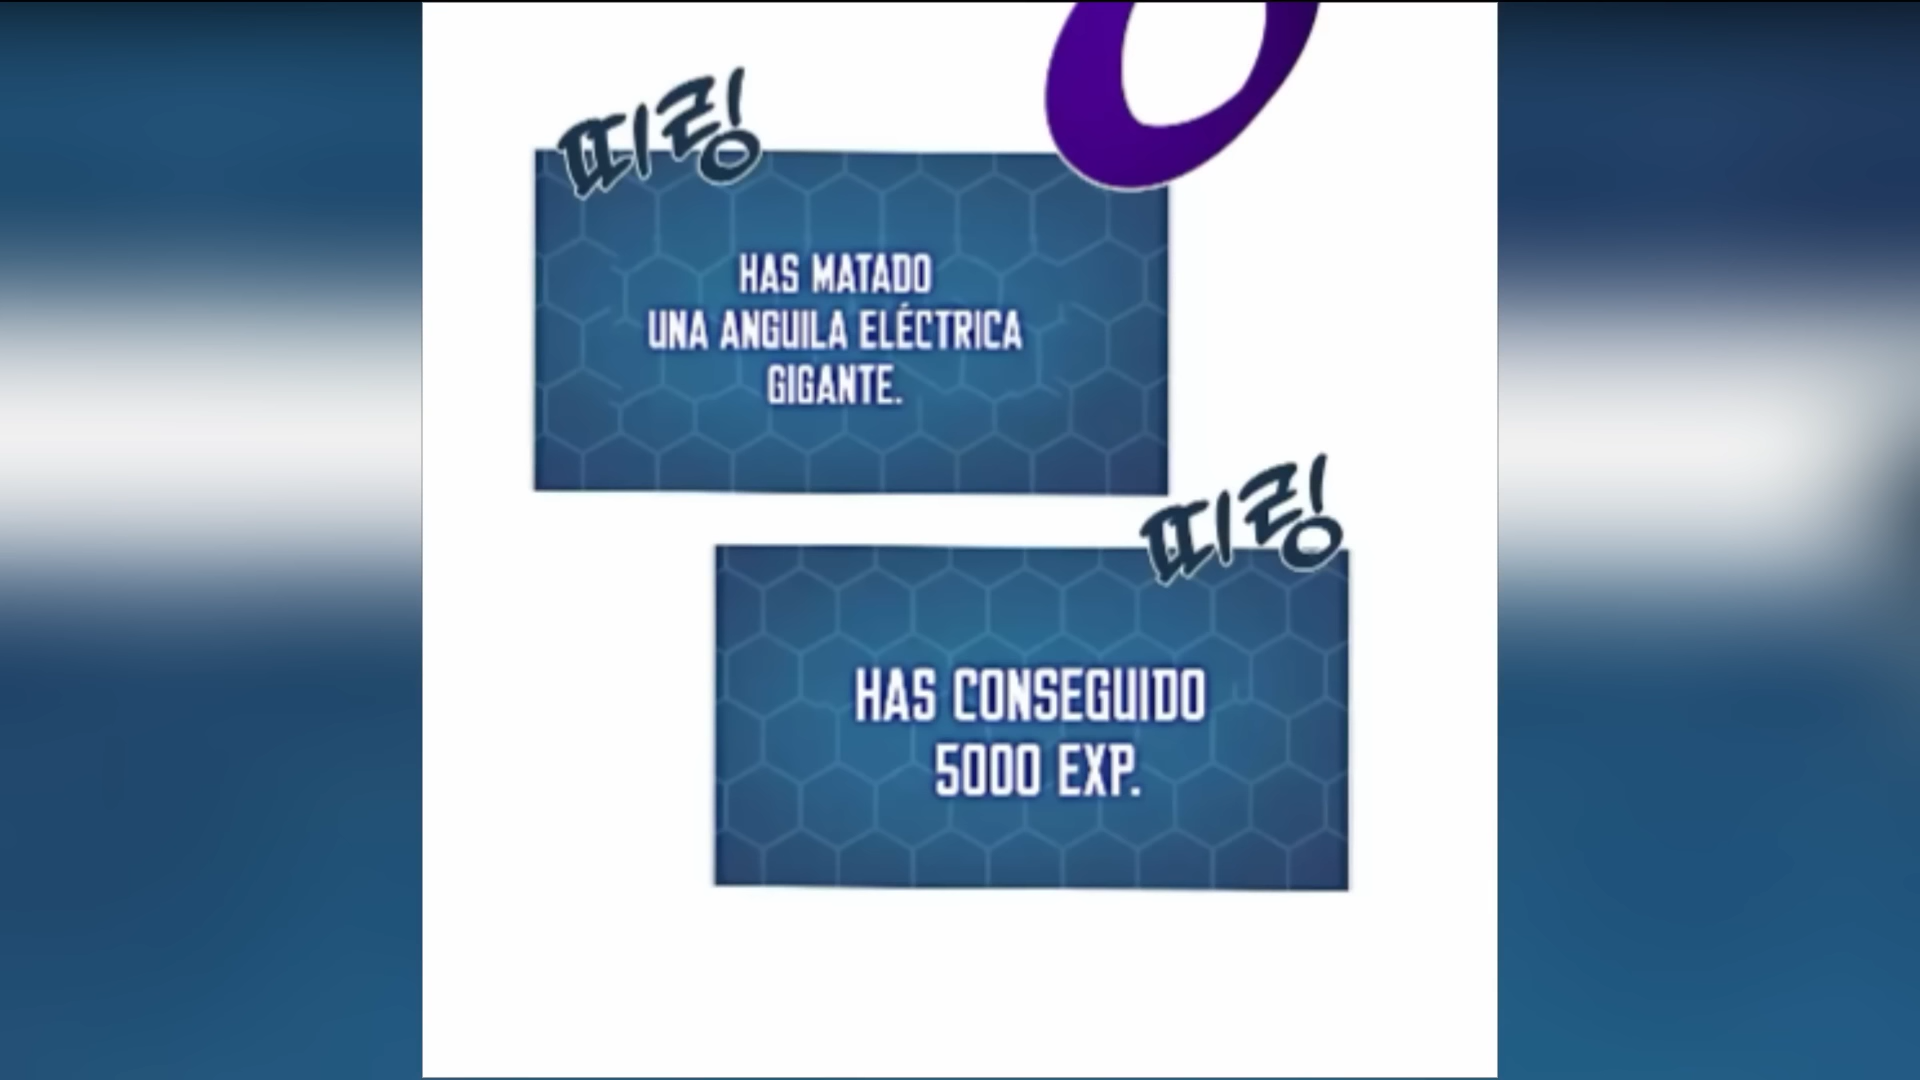 띠링
HAS MATADO
UNA ANGUILA ELÉCTRICA
GIGANTE.
띠링
HAS CONSEGUIDO
5000 EXP.